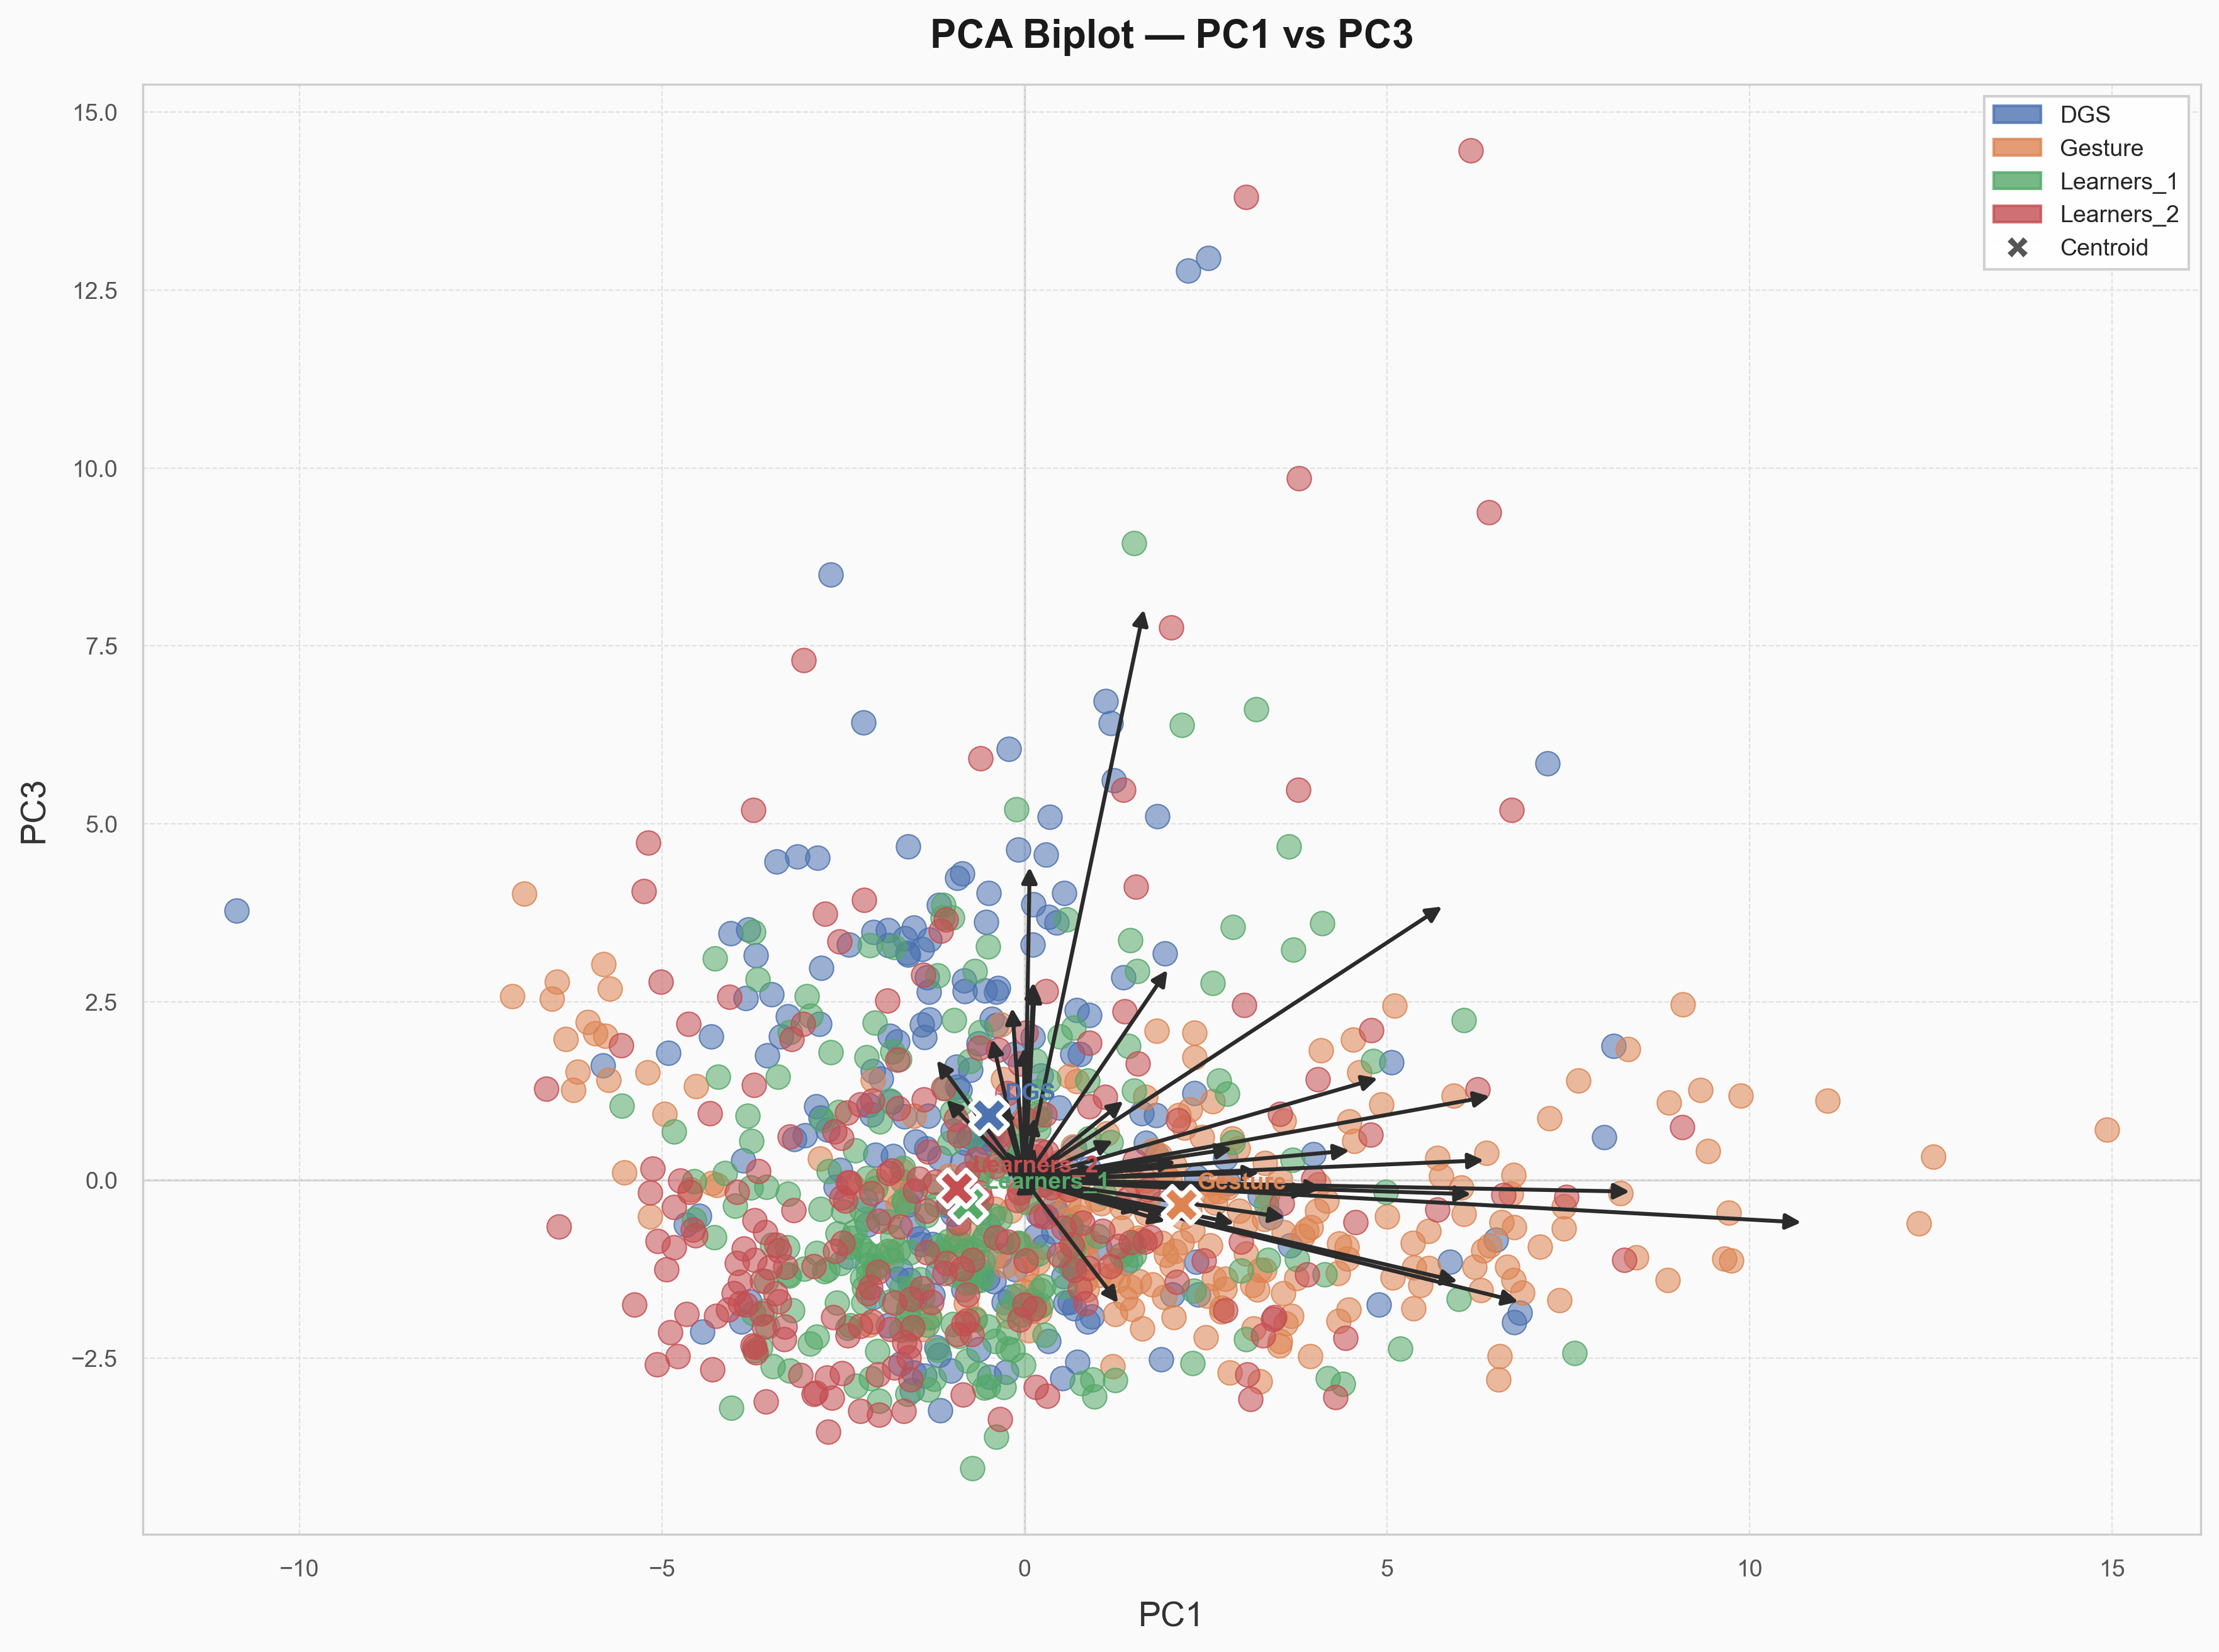 PCA Biplot — PC1 vs PC3
DGS
Gesture
Learners_1
Learners_2
Centroid
15.0
12.5
10.0
7.5
5.0
2.5
0.0
−2.5
PC3
DGS
Learners_2
Learners_1
Gesture
−10
−5
0
5
10
15
PC1